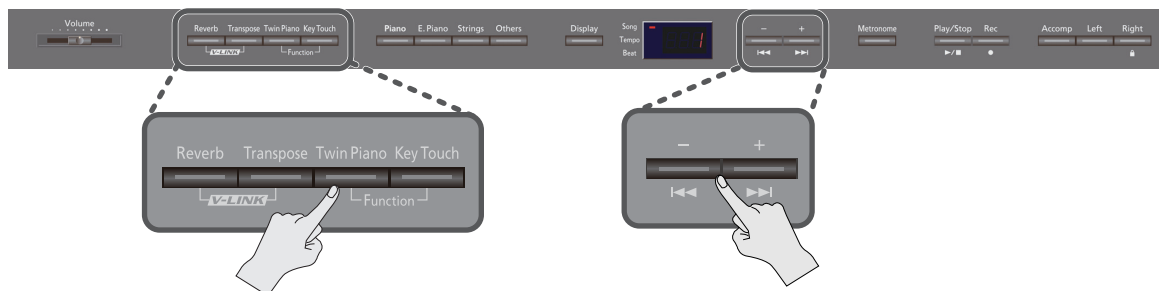 Volume
Reverb Transpose Twin Piano Key Touch
V-LINK Function
Piano E. Piano Strings Others
Display
Song
Tempo
Beat
1
− +
Metronome
Play/Stop Rec
Accomp Left Right
Reverb Transpose Twin Piano Key Touch
V-LINK Function
− +